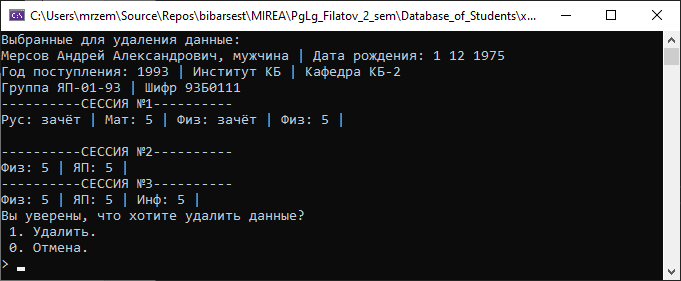 C:\Users\mrzem\Source\Repos\bibarsest\MIREA\PgLg_Filatov_2_sem\Database_of_Students\x...
Выбранные для удаления данные:
Мерсов Андрей Александрович, мужчина | Дата рождения: 1 12 1975
Год поступления: 1993 | Институт КБ | Кафедра КБ-2
Группа ЯП-01-93 | Шифр 93Б0111
----------СЕССИЯ №1----------
Рус: зачёт | Мат: 5 | Физ: зачёт | Физ: 5 |
----------СЕССИЯ №2----------
Физ: 5 | ЯП: 5 |
----------СЕССИЯ №3----------
Физ: 5 | ЯП: 5 | Инф: 5 |
Вы уверены, что хотите удалить данные?
1. Удалить.
0. Отмена.
>